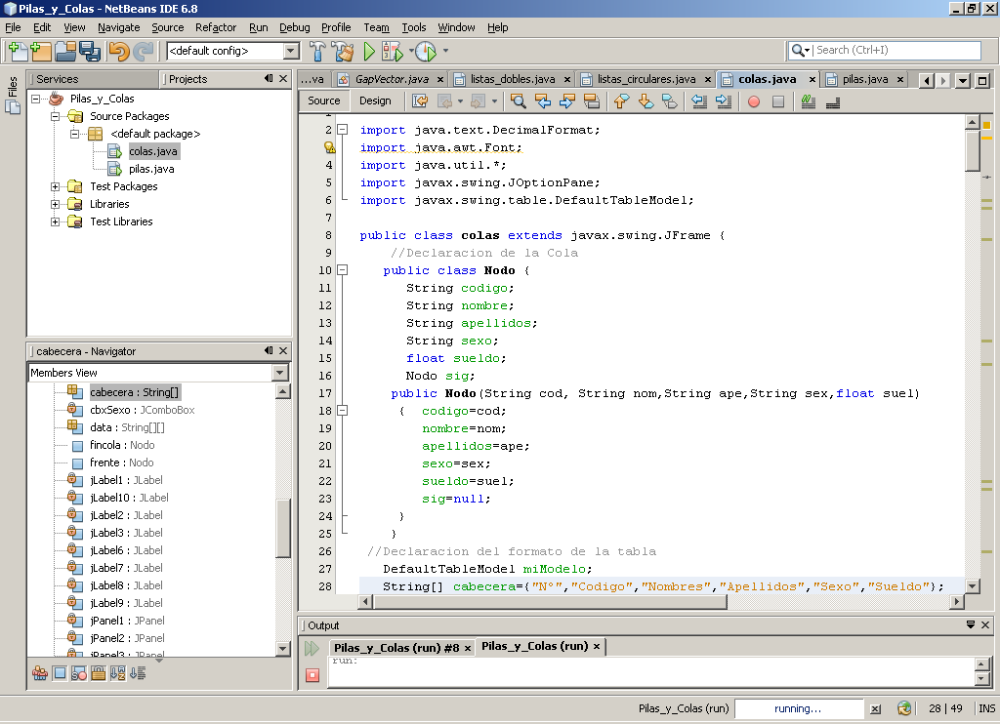 Pilas_y_Colas - NetBeans IDE 6.8
File Edit View Navigate Source Refactor Run Debug Profile Team Tools Window Help
<default config>
Search (Ctrl+I)
Files
Services
Projects
Pilas_y_Colas
Source Packages
<default package>
colas.java
pilas.java
Test Packages
Libraries
Test Libraries
cabecera - Navigator
Members View
cabecera : String[]
cbxSexo : JComboBox
data : String[][]
fincola : Nodo
frente : Nodo
jLabel1 : JLabel
jLabel10 : JLabel
jLabel2 : JLabel
jLabel3 : JLabel
jLabel6 : JLabel
jLabel7 : JLabel
jLabel8 : JLabel
jLabel9 : JLabel
jPanel1 : JPanel
jPanel2 : JPanel
jPanel3 : JPanel
...va GapVector.java listas_dobles.java listas_circulares.java colas.java pilas.java
Source Design
1
2 import java.text.DecimalFormat;
import java.awt.Font;
4 import java.util.*;
5 import javax.swing.JOptionPane;
6 import javax.swing.table.DefaultTableModel;
7
8 public class colas extends javax.swing.JFrame {
9 //Declaracion de la Cola
10 public class Nodo {
11 String codigo;
12 String nombre;
13 String apellidos;
14 String sexo;
15 float sueldo;
16 Nodo sig;
17 public Nodo(String cod, String nom,String ape,String sex,float suel)
18 { codigo=cod;
19 nombre=nom;
20 apellidos=ape;
21 sexo=sex;
22 sueldo=suel;
23 sig=null;
24 }
25 }
26 //Declaracion del formato de la tabla
27 DefaultTableModel miModelo;
28 String[] cabecera={"N°","Codigo","Nombres","Apellidos","Sexo","Sueldo"};
Output
Pilas_y_Colas (run) #8 Pilas_y_Colas (run)
run:
Pilas_y_Colas (run) running... 28 | 49 INS